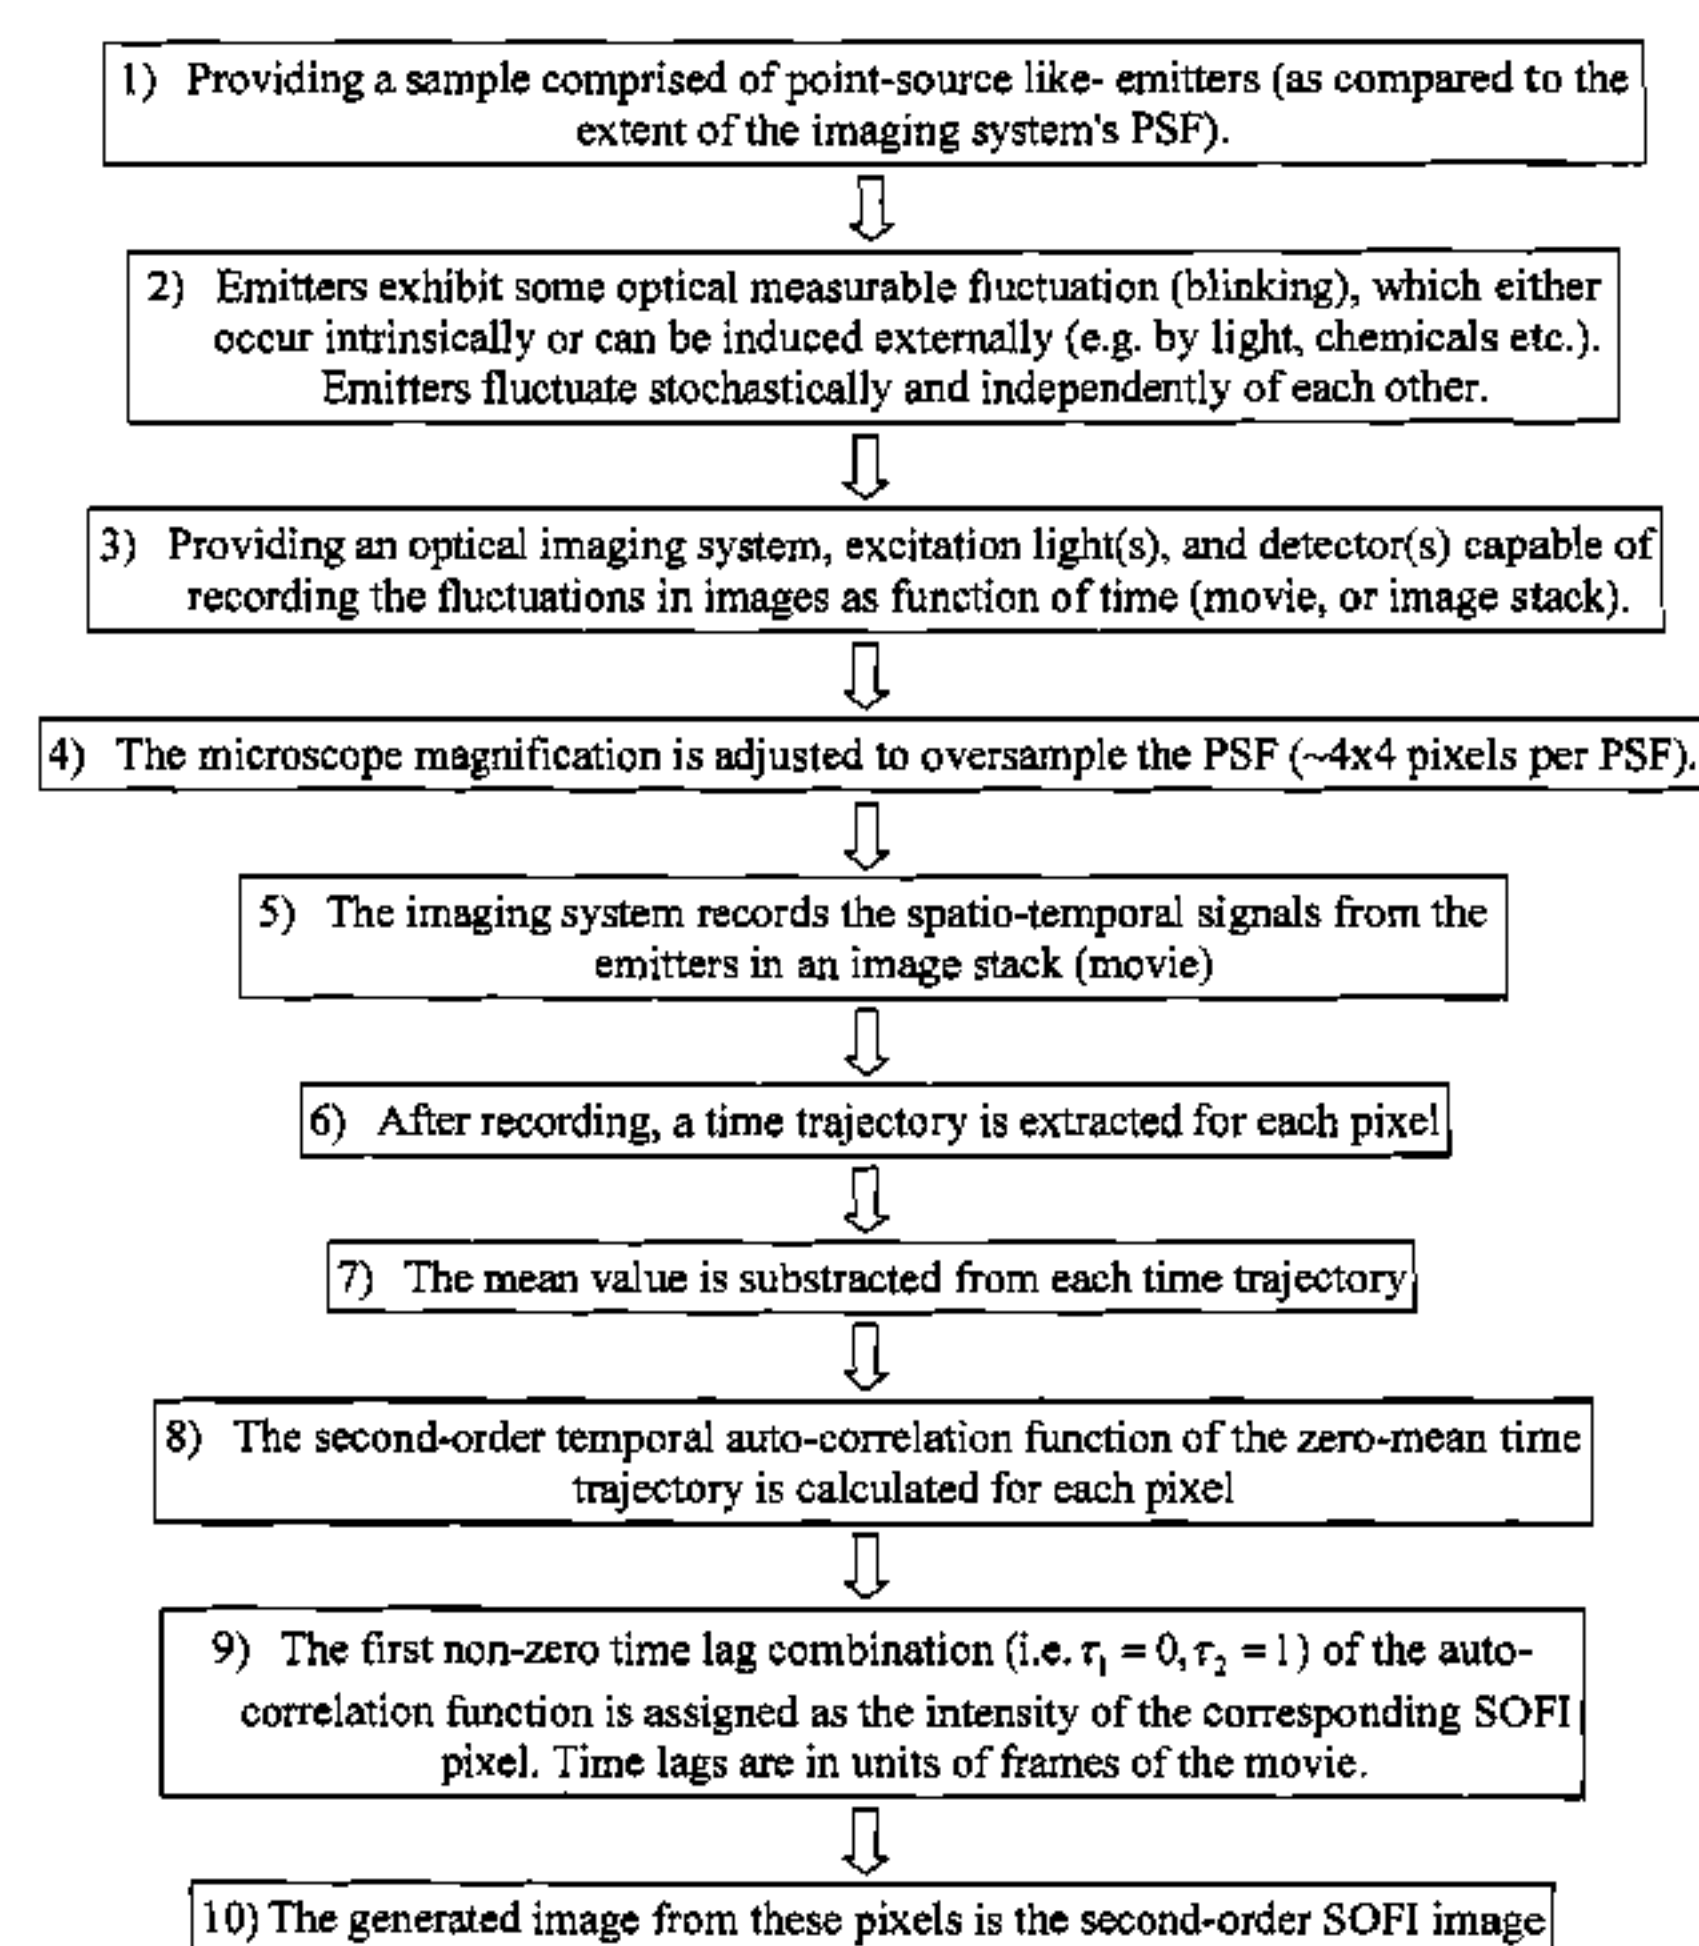 1) Providing a sample comprised of point-source like- emitters (as compared to the
extent of the imaging system's PSF).
2) Emitters exhibit some optical measurable fluctuation (blinking), which either
occur intrinsically or can be induced externally (e.g. by light, chemicals etc.).
Emitters fluctuate stochastically and independently of each other.
3) Providing an optical imaging system, excitation light(s), and detector(s) capable of
recording the fluctuations in images as function of time (movie, or image stack).
4) The microscope magnification is adjusted to oversample the PSF (~4x4 pixels per PSF).
5) The imaging system records the spatio-temporal signals from the
emitters in an image stack (movie)
6) After recording, a time trajectory is extracted for each pixel
7) The mean value is substracted from each time trajectory
8) The second-order temporal auto-correlation function of the zero-mean time
trajectory is calculated for each pixel
9) The first non-zero time lag combination (i.e. τ₁ = 0, τ₂ = 1) of the auto-
correlation function is assigned as the intensity of the corresponding SOFI
pixel. Time lags are in units of frames of the movie.
10) The generated image from these pixels is the second-order SOFI image